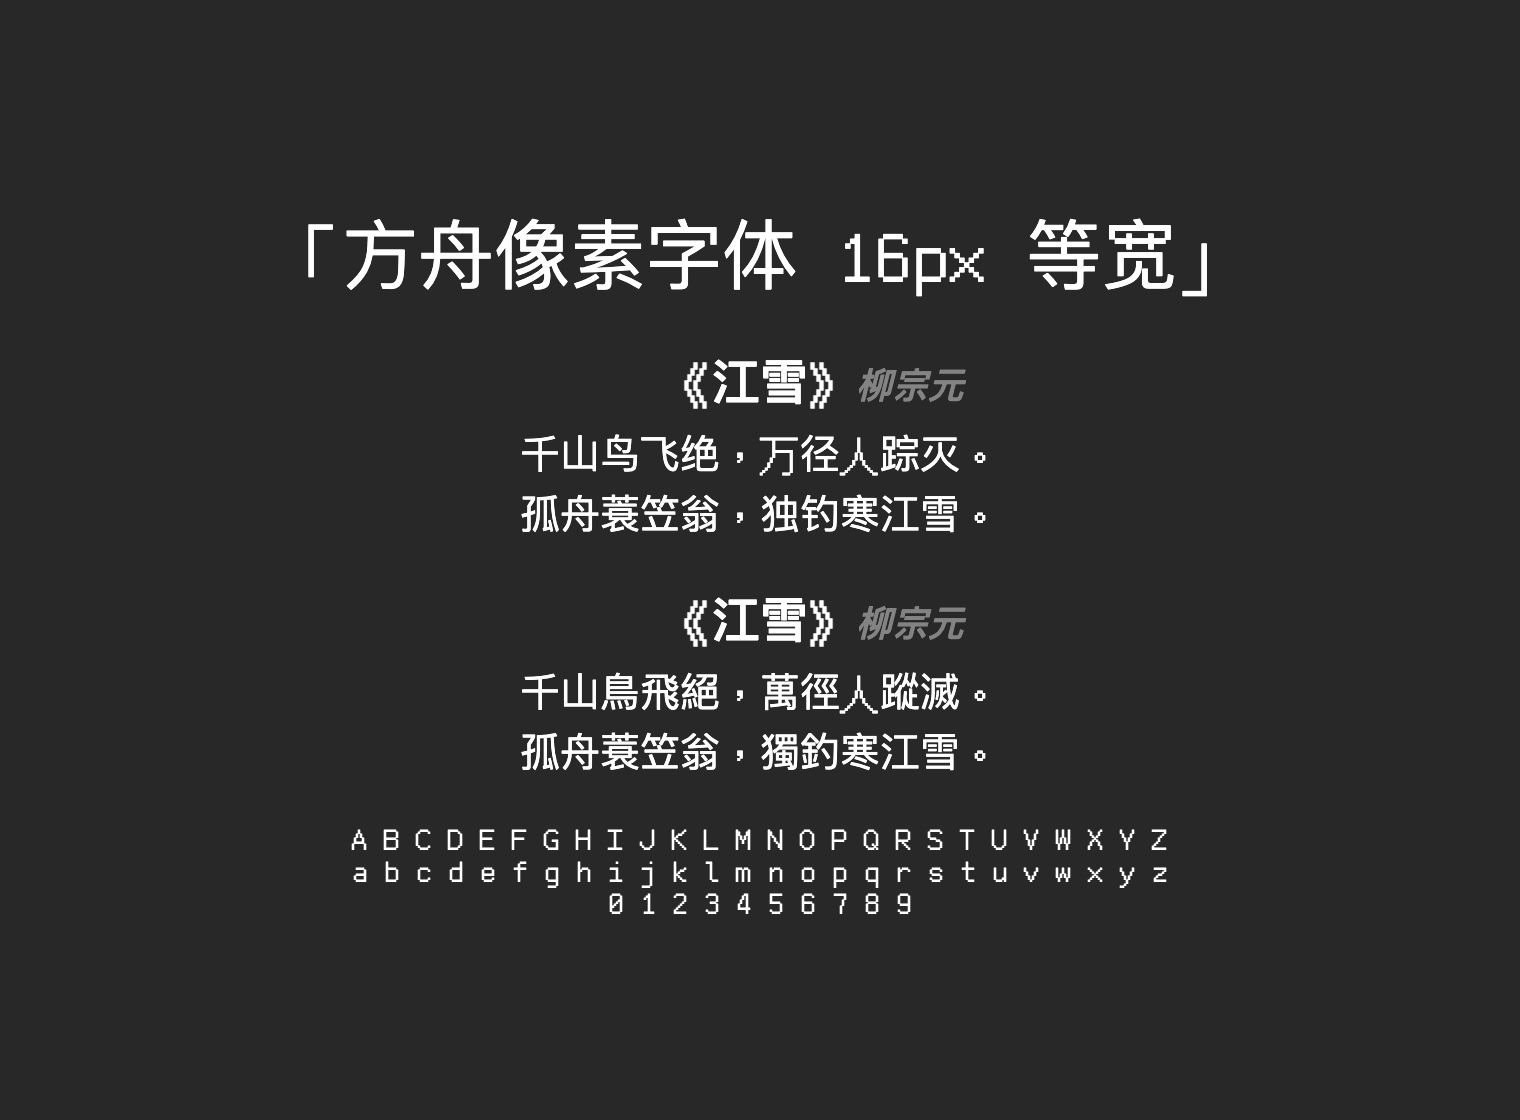 「方舟像素字体 16px 等宽」
《江雪》 柳宗元
千山鸟飞绝，万径人踪灭。
孤舟蓑笠翁，独钓寒江雪。
《江雪》 柳宗元
千山鳥飛絕，萬徑人蹤滅。
孤舟蓑笠翁，獨釣寒江雪。
A B C D E F G H I J K L M N O P Q R S T U V W X Y Z
a b c d e f g h i j k l m n o p q r s t u v w x y z
0 1 2 3 4 5 6 7 8 9